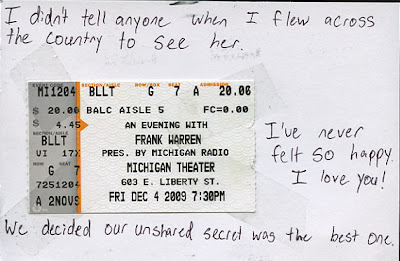 I didn't tell anyone when I flew across
the country to see her.
MI1204 BLLT G 7 A 20.06
$ 20.06 BALC AISLE 5 FC=0.00
$ 4.45 AN EVENING WITH
BLLT FRANK WARREN
VI 17X PRES. BY MICHIGAN RADIO
G 7 MICHIGAN THEATER
7251204 603 E. LIBERTY ST.
A 2NOV9 FRI DEC 4 2009 7:30PM
I've never
felt so happy.
I love you!
We decided our unshared secret was the best one.